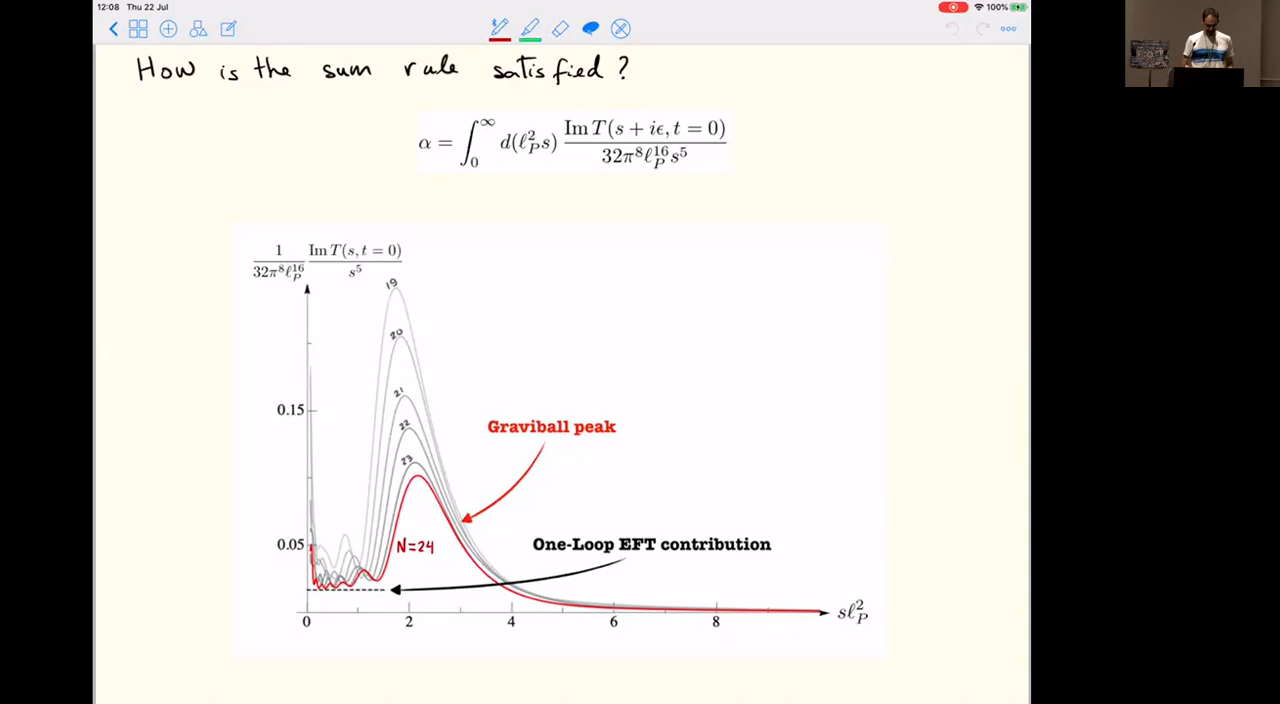 12:08 Thu 22 Jul
100%
How is the sum rule satisfied?
α = ∫₀^∞ d(ℓ_P² s) Im T(s + iϵ, t = 0) / 32π⁸ℓ_P¹⁶ s⁵
1 / 32π⁸ℓ_P¹⁶ Im T(s, t = 0) / s⁵
19
20
21
22
23
N=24
0.15
0.05
Graviball peak
One-Loop EFT contribution
0 2 4 6 8
sℓ_P²